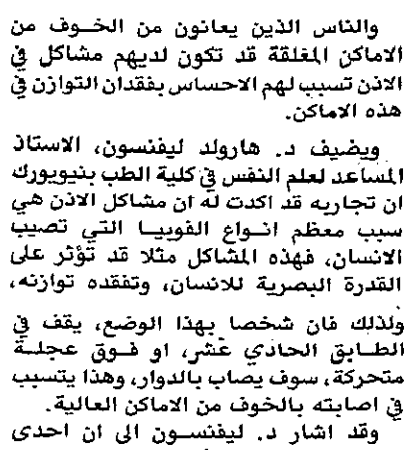 والناس الذين يعانون من الخوف من
الاماكن المغلقة قد تكون لديهم مشاكل في
الاذن تسبب لهم الاحساس بفقدان التوازن في
هذه الاماكن.
ويضيف د. هارولد ليفنسون، الاستاذ
المساعد لعلم النفس في كلية الطب بنيويورك
ان تجاربه قد اكدت له ان مشاكل الاذن هي
سبب معظم انواع الفوبيا التي تصيب
الانسان، فهذه المشاكل مثلا قد تؤثر على
القدرة البصرية للانسان، وتفقده توازنه،
ولذلك فان شخصا بهذا الوضع، يقف في
الطابق الحادي عشر، او فوق عجلة
متحركة، سوف يصاب بالدوار، وهذا يتسبب
في اصابته بالخوف من الاماكن العالية.
وقد اشار د. ليفنسون الى ان احدى